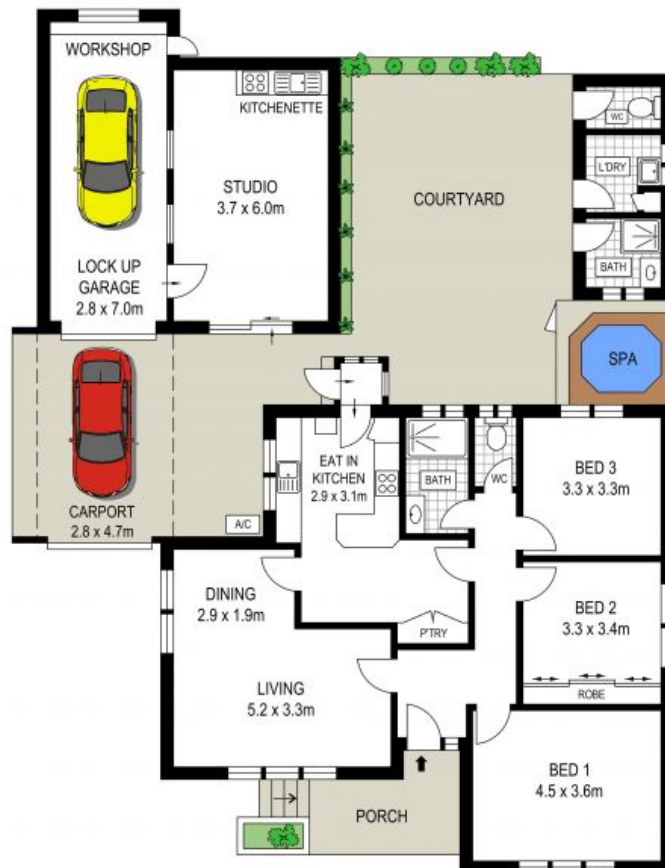 WORKSHOP
KITCHENETTE
WC
L'DRY
STUDIO
3.7 x 6.0m
COURTYARD
LOCK UP
GARAGE
2.8 x 7.0m
BATH
SPA
EAT IN
KITCHEN
2.9 x 3.1m
BATH
WC
BED 3
3.3 x 3.3m
CARPORT
2.8 x 4.7m
A/C
DINING
2.9 x 1.9m
BED 2
3.3 x 3.4m
P'TRY
LIVING
5.2 x 3.3m
ROBE
BED 1
4.5 x 3.6m
PORCH